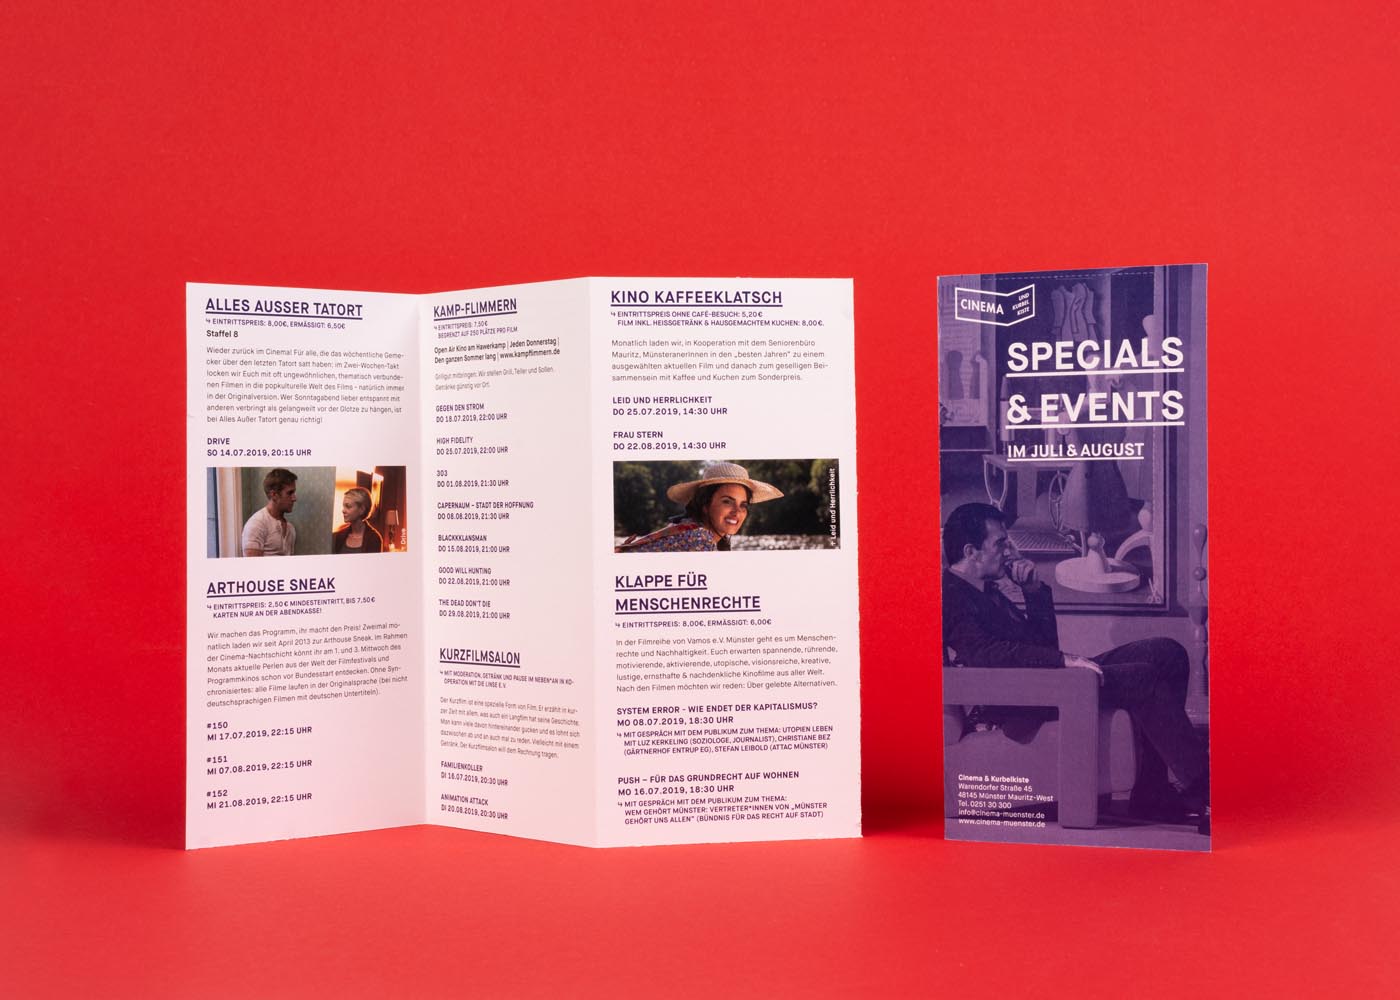 ALLES AUSSER TATORT
↪ EINTRITTSPREIS: 8,00€, ERMÄSSIGT: 6,50€
Staffel 8
Wieder zurück im Cinema! Für alle, die das wöchentliche Geme-
cker über den letzten Tatort satt haben: im Zwei-Wochen-Takt
locken wir Euch mit oft ungewöhnlichen, thematisch verbunde-
nen Filmen in die popkulturelle Welt des Films - natürlich immer
in der Originalversion. Wer Sonntagabend lieber entspannt mit
anderen verbringt als gelangweilt vor der Glotze zu hängen, ist
bei Alles Außer Tatort genau richtig!
DRIVE
SO 14.07.2019, 20:15 UHR
+ Drive
ARTHOUSE SNEAK
↪ EINTRITTSPREIS: 2,50€ MINDESTEINTRITT, BIS 7,50€
KARTEN NUR AN DER ABENDKASSE!
Wir machen das Programm, ihr macht den Preis! Zweimal mo-
natlich laden wir seit April 2013 zur Arthouse Sneak. Im Rahmen
der Cinema-Nachtschicht könnt ihr am 1. und 3. Mittwoch des
Monats aktuelle Perlen aus der Welt der Filmfestivals und
Programmkinos schon vor Bundesstart entdecken. Ohne Syn-
chronisiertes: alle Filme laufen in der Originalsprache (bei nicht
deutschsprachigen Filmen mit deutschen Untertiteln).
#150
MI 17.07.2019, 22:15 UHR
#151
MI 07.08.2019, 22:15 UHR
#152
MI 21.08.2019, 22:15 UHR
KAMP-FLIMMERN
↪ EINTRITTSPREIS: 7,50€
BEGRENZT AUF 250 PLÄTZE PRO FILM
Open Air Kino am Hawerkamp | Jeden Donnerstag |
Den ganzen Sommer lang | www.kampflimmern.de
Grillgut mitbringen: Wir stellen Grill, Teller und Soßen.
Getränke günstig vor Ort.
GEGEN DEN STROM
DO 18.07.2019, 22:00 UHR
HIGH FIDELITY
DO 25.07.2019, 22:00 UHR
303
DO 01.08.2019, 21:30 UHR
CAPERNAUM – STADT DER HOFFNUNG
DO 08.08.2019, 21:30 UHR
BLACKKKLANSMAN
DO 15.08.2019, 21:00 UHR
GOOD WILL HUNTING
DO 22.08.2019, 21:00 UHR
THE DEAD DON'T DIE
DO 29.08.2019, 21:00 UHR
KURZFILMSALON
↪ MIT MODERATION, GETRÄNK UND PAUSE IM NEBEN*AN IN KO-
OPERATION MIT DIE LINSE E.V.
Der Kurzfilm ist eine spezielle Form von Film. Er erzählt in kur-
zer Zeit mit allem, was auch ein Langfilm hat seine Geschichte.
Man kann viele davon hintereinander gucken und es lohnt sich
dazwischen ab und an auch mal zu reden. Vielleicht mit einem
Getränk. Der Kurzfilmsalon will dem Rechnung tragen.
FAMILIENKOLLER
DI 16.07.2019, 20:30 UHR
ANIMATION ATTACK
DI 20.08.2019, 20:30 UHR
KINO KAFFEEKLATSCH
↪ EINTRITTSPREIS OHNE CAFÉ-BESUCH: 5,20€
FILM INKL. HEISSGETRÄNK & HAUSGEMACHTEM KUCHEN: 8,00€.
Monatlich laden wir, in Kooperation mit dem Seniorenbüro
Mauritz, MünsteranerInnen in den „besten Jahren" zu einem
ausgewählten aktuellen Film und danach zum geselligen Bei-
sammensein mit Kaffee und Kuchen zum Sonderpreis.
LEID UND HERRLICHKEIT
DO 25.07.2019, 14:30 UHR
FRAU STERN
DO 22.08.2019, 14:30 UHR
+ Leid und Herrlichkeit
KLAPPE FÜR
MENSCHENRECHTE
↪ EINTRITTSPREIS: 8,00€, ERMÄSSIGT: 6,00€
In der Filmreihe von Vamos e.V. Münster geht es um Menschen-
rechte und Nachhaltigkeit. Euch erwarten spannende, rührende,
motivierende, aktivierende, utopische, visionsreiche, kreative,
lustige, ernsthafte & nachdenkliche Kinofilme aus aller Welt.
Nach den Filmen möchten wir reden: Über gelebte Alternativen.
SYSTEM ERROR - WIE ENDET DER KAPITALISMUS?
MO 08.07.2019, 18:30 UHR
↪ MIT GESPRÄCH MIT DEM PUBLIKUM ZUM THEMA: UTOPIEN LEBEN
MIT LUZ KERKELING (SOZIOLOGE, JOURNALIST), CHRISTIANE BEZ
(GÄRTNERHOF ENTRUP EG), STEFAN LEIBOLD (ATTAC MÜNSTER)
PUSH – FÜR DAS GRUNDRECHT AUF WOHNEN
MO 16.07.2019, 18:30 UHR
↪ MIT GESPRÄCH MIT DEM PUBLIKUM ZUM THEMA:
WEM GEHÖRT MÜNSTER: VERTRETER*INNEN VON „MÜNSTER
GEHÖRT UNS ALLEN" (BÜNDNIS FÜR DAS RECHT AUF STADT)
CINEMA
UND
KURBEL
KISTE
SPECIALS
& EVENTS
IM JULI & AUGUST
Cinema & Kurbelkiste
Warendorfer Straße 45
48145 Münster Mauritz-West
Tel. 0251 30 300
info@cinema-muenster.de
www.cinema-muenster.de